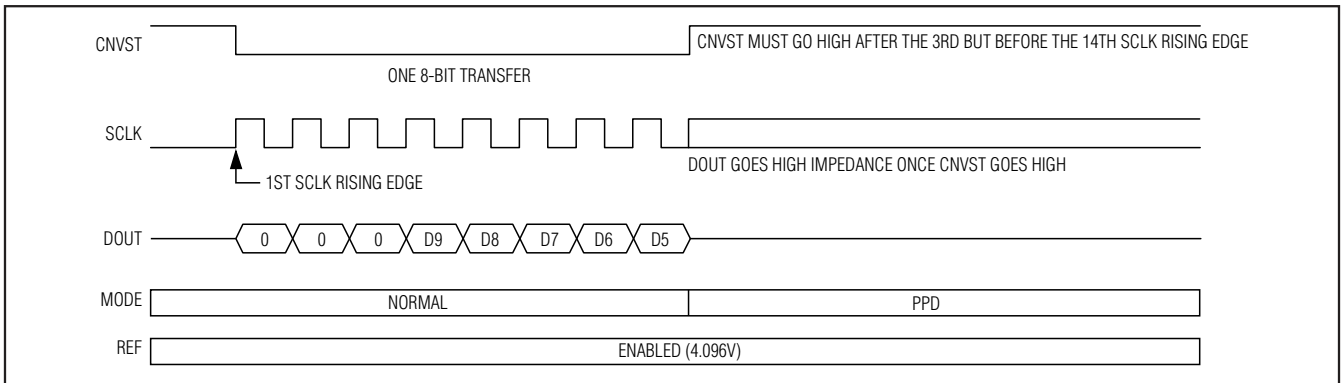 CNVST
CNVST MUST GO HIGH AFTER THE 3RD BUT BEFORE THE 14TH SCLK RISING EDGE
ONE 8-BIT TRANSFER
SCLK
DOUT GOES HIGH IMPEDANCE ONCE CNVST GOES HIGH
1ST SCLK RISING EDGE
DOUT 0 0 0 D9 D8 D7 D6 D5
MODE NORMAL PPD
REF ENABLED (4.096V)